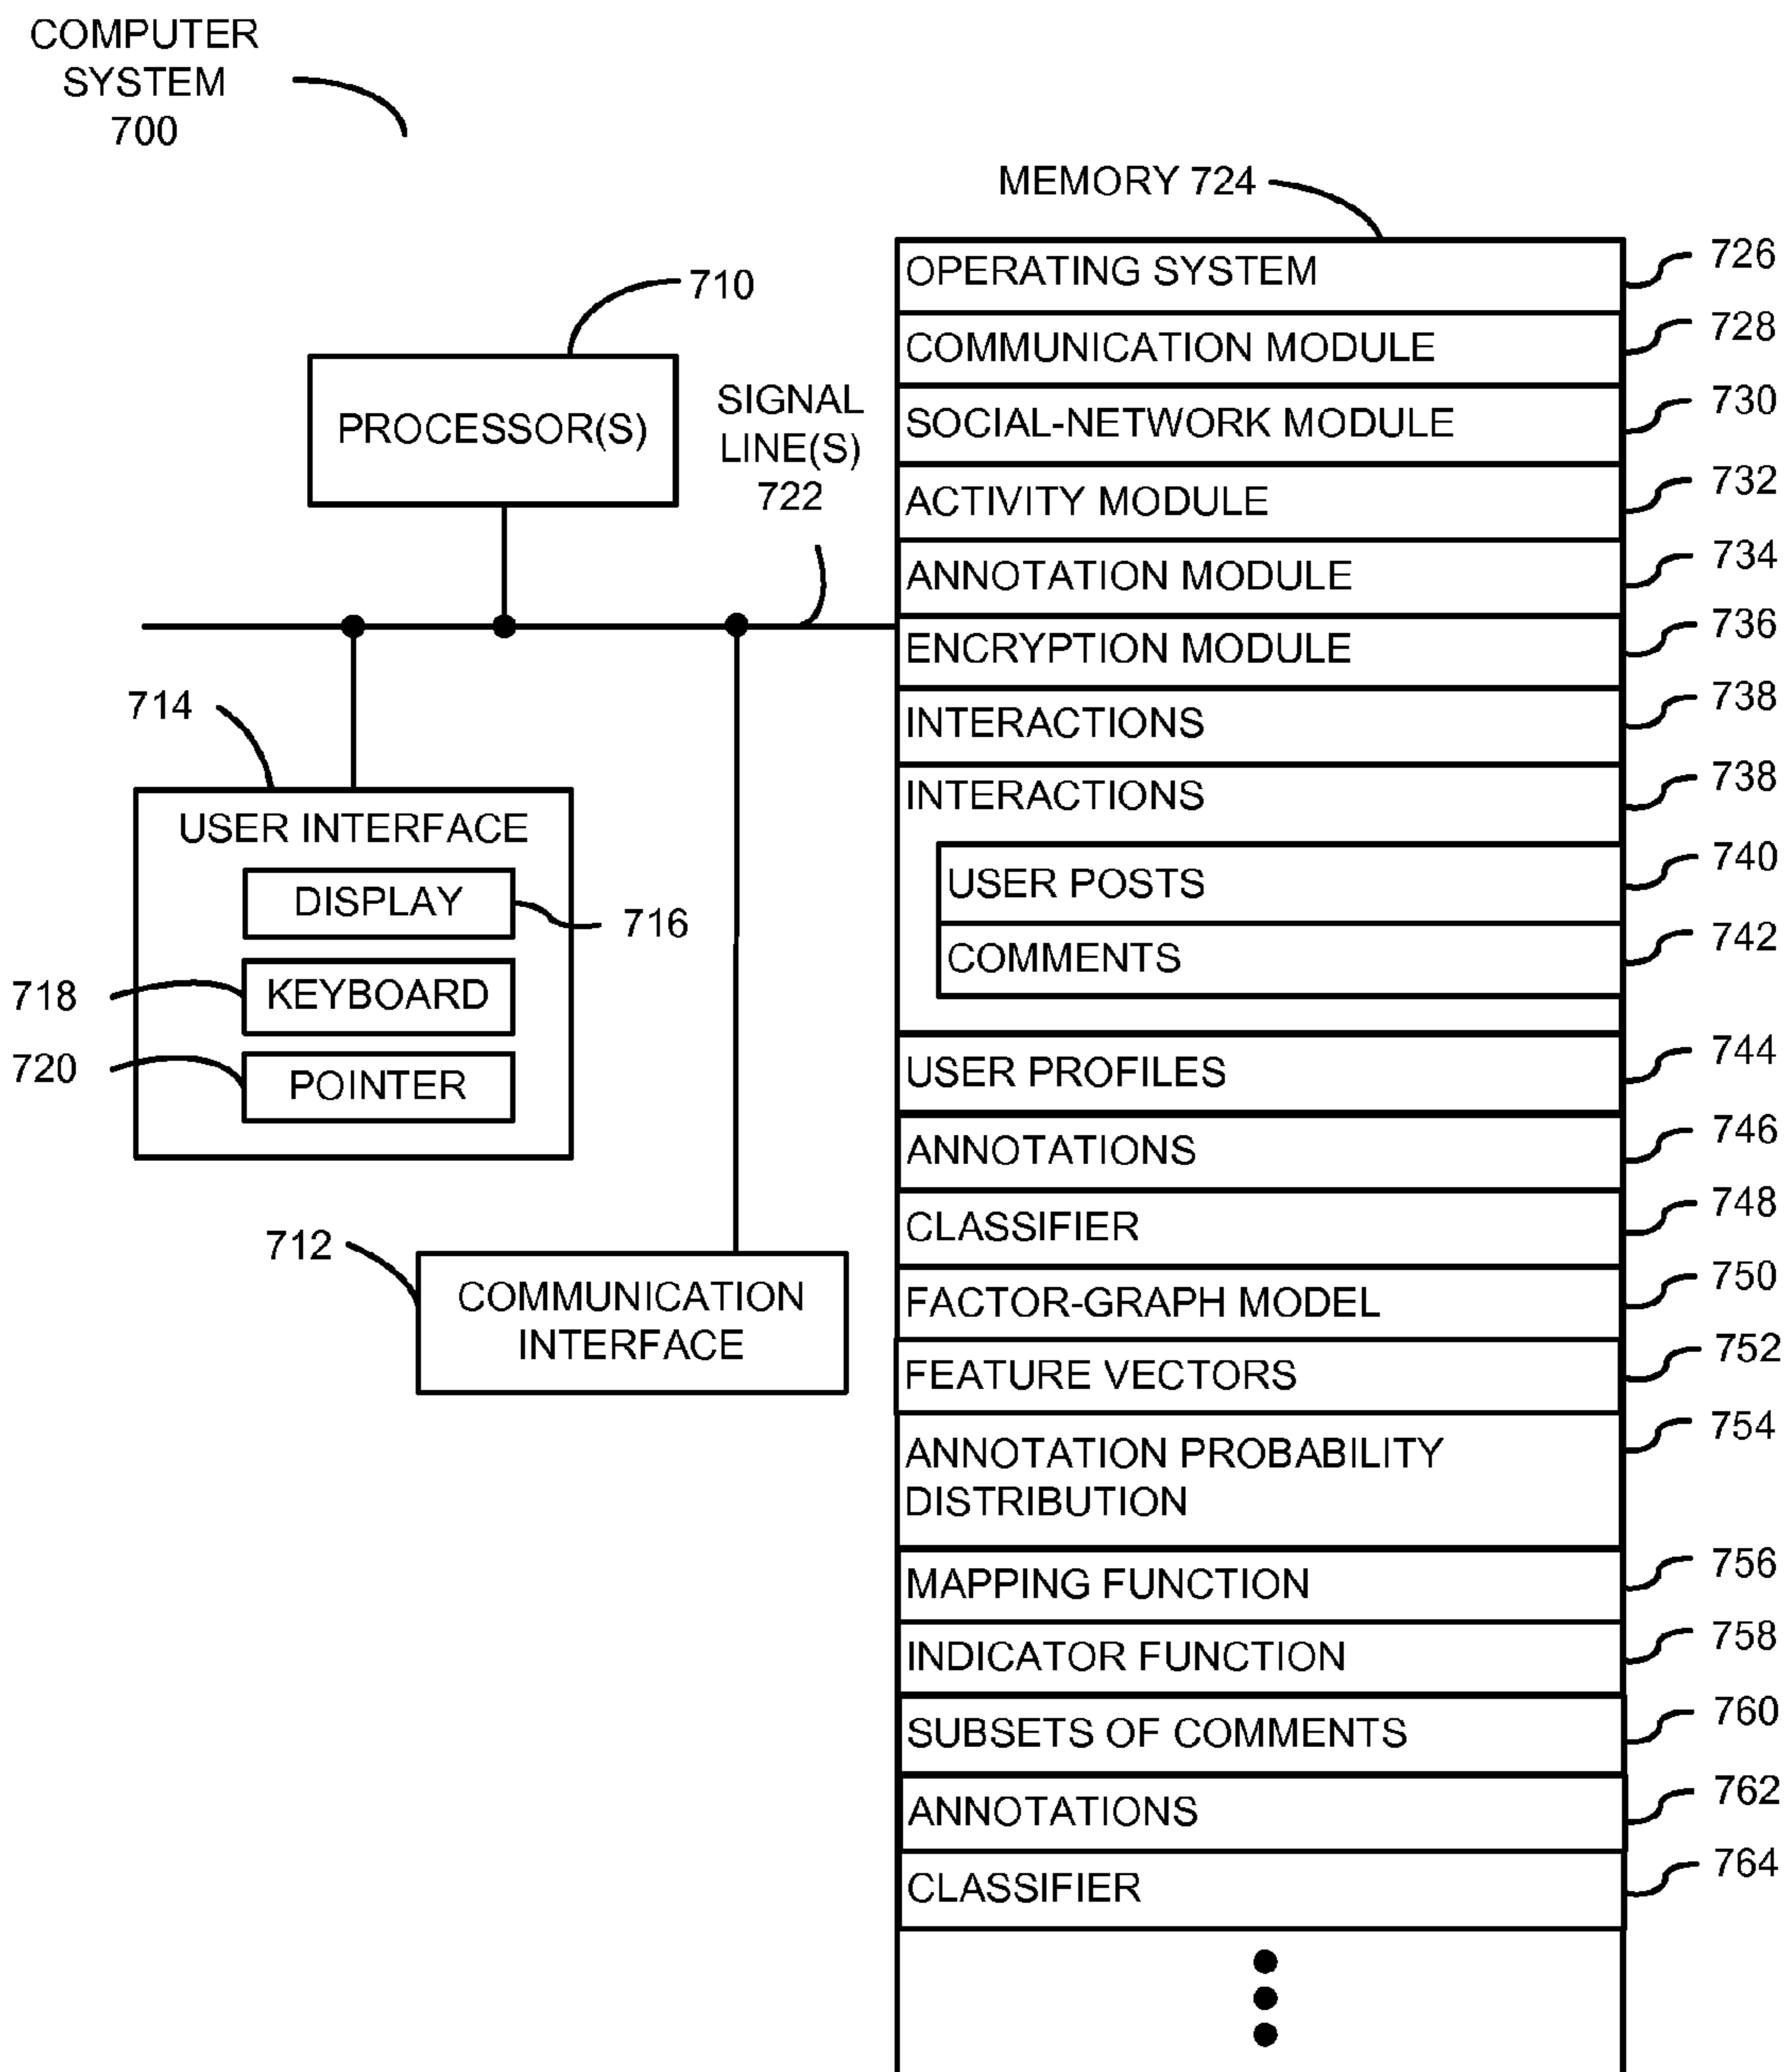 COMPUTER
SYSTEM
700
MEMORY 724
OPERATING SYSTEM
726
COMMUNICATION MODULE
728
SOCIAL-NETWORK MODULE
730
ACTIVITY MODULE
732
ANNOTATION MODULE
734
ENCRYPTION MODULE
736
INTERACTIONS
738
INTERACTIONS
738
USER POSTS
740
COMMENTS
742
USER PROFILES
744
ANNOTATIONS
746
CLASSIFIER
748
FACTOR-GRAPH MODEL
750
FEATURE VECTORS
752
ANNOTATION PROBABILITY
DISTRIBUTION
754
MAPPING FUNCTION
756
INDICATOR FUNCTION
758
SUBSETS OF COMMENTS
760
ANNOTATIONS
762
CLASSIFIER
764
710
PROCESSOR(S)
SIGNAL
LINE(S)
722
714
USER INTERFACE
DISPLAY
716
718
KEYBOARD
720
POINTER
712
COMMUNICATION
INTERFACE